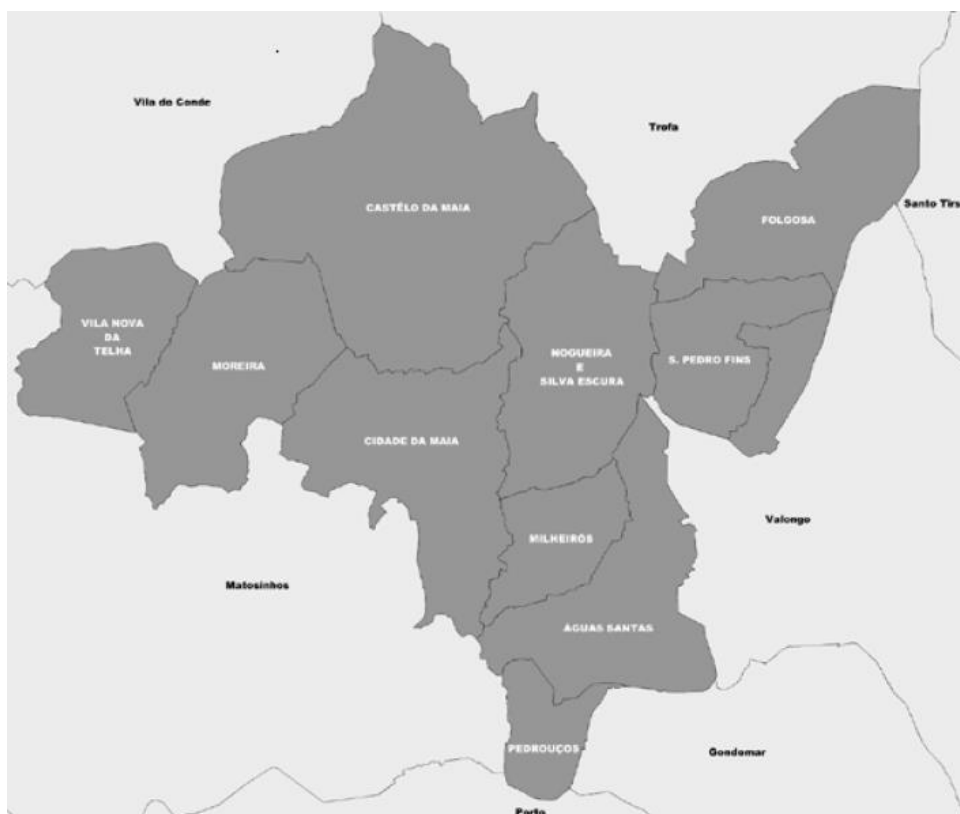 Vila do Conde
Trofa
CASTÊLO DA MAIA
Santo Tirs
FOLGOSA
VILA NOVA
DA
TELHA
MOREIRA
NOGUEIRA
E
SILVA ESCURA
S. PEDRO FINS
CIDADE DA MAIA
Valongo
MILHEIRÓS
Matosinhos
ÁGUAS SANTAS
PEDROUÇOS
Gondomar
Porto